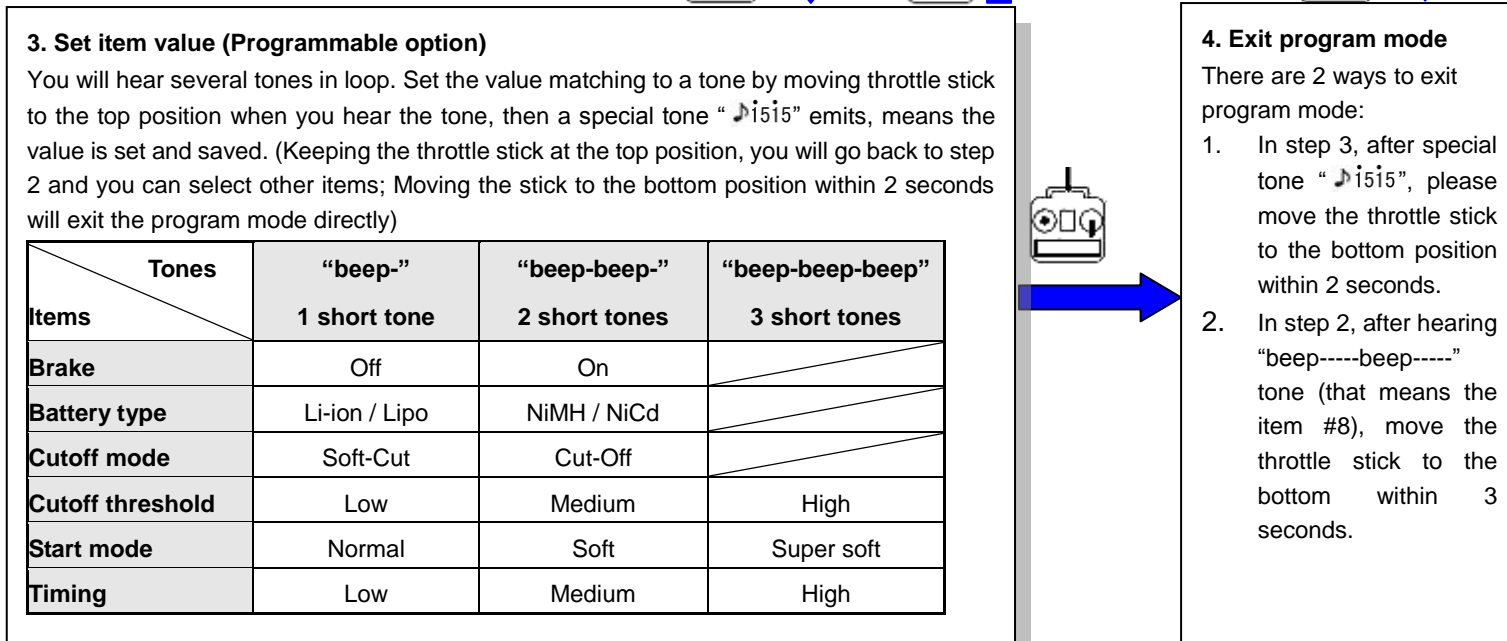 3. Set item value (Programmable option)
You will hear several tones in loop. Set the value matching to a tone by moving throttle stick
to the top position when you hear the tone, then a special tone “ ♪i̇5i̇5” emits, means the
value is set and saved. (Keeping the throttle stick at the top position, you will go back to step
2 and you can select other items; Moving the stick to the bottom position within 2 seconds
will exit the program mode directly)
Tones “beep-” “beep-beep-” “beep-beep-beep”
Items 1 short tone 2 short tones 3 short tones
Brake Off On
Battery type Li-ion / Lipo NiMH / NiCd
Cutoff mode Soft-Cut Cut-Off
Cutoff threshold Low Medium High
Start mode Normal Soft Super soft
Timing Low Medium High
4. Exit program mode
There are 2 ways to exit
program mode:
1. In step 3, after special
tone “ ♪i̇5i̇5”, please
move the throttle stick
to the bottom position
within 2 seconds.
2. In step 2, after hearing
“beep-----beep-----”
tone (that means the
item #8), move the
throttle stick to the
bottom within 3
seconds.